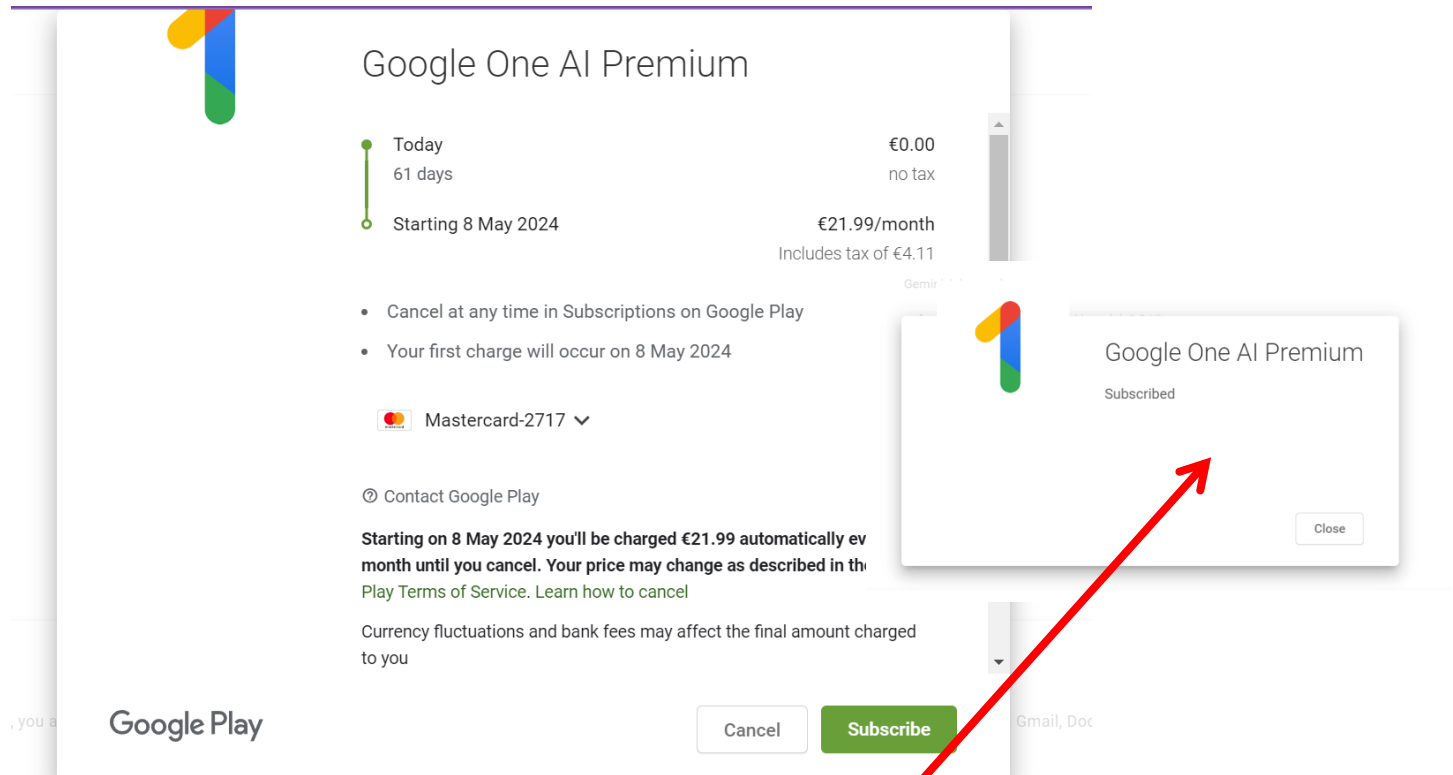 Google One AI Premium
Today €0.00
61 days no tax
Starting 8 May 2024 €21.99/month
Includes tax of €4.11
Cancel at any time in Subscriptions on Google Play
Your first charge will occur on 8 May 2024
Mastercard-2717
Contact Google Play
Starting on 8 May 2024 you'll be charged €21.99 automatically ev
month until you cancel. Your price may change as described in the
Play Terms of Service. Learn how to cancel
Currency fluctuations and bank fees may affect the final amount charged
to you
Google Play
Cancel
Subscribe
Google One AI Premium
Subscribed
Close
, you a
Gmail, Doc